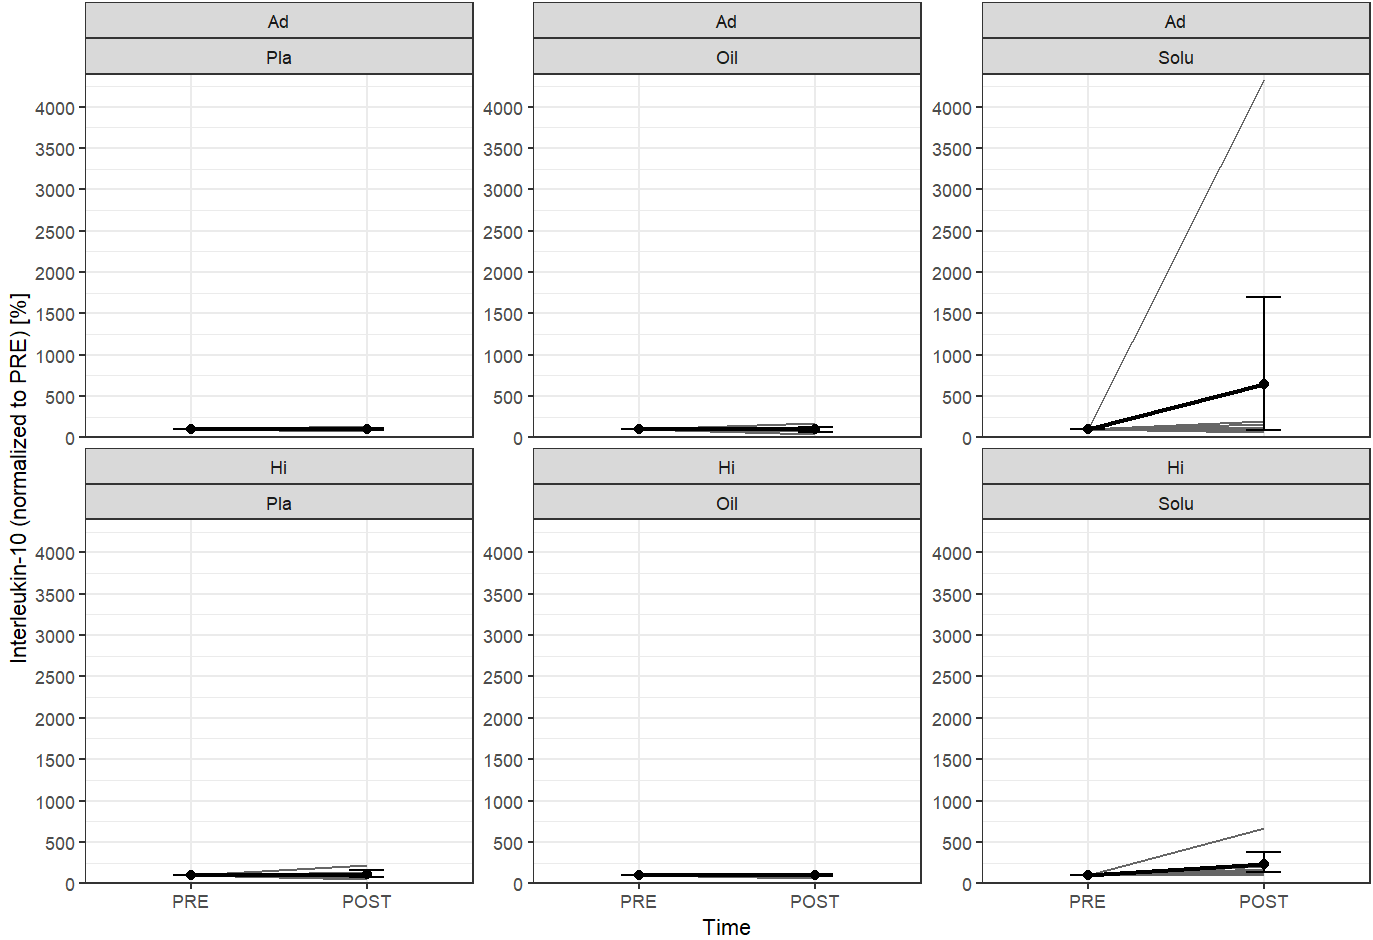 Ad Ad Ad
Pla Oil Solu
4000 4000 4000
3500 3500 3500
3000 3000 3000
2500 2500 2500
2000 2000 2000
1500 1500 1500
1000 1000 1000
500 500 500
0 0 0
Interleukin-10 (normalized to PRE) [%]
Hi Hi Hi
Pla Oil Solu
4000 4000 4000
3500 3500 3500
3000 3000 3000
2500 2500 2500
2000 2000 2000
1500 1500 1500
1000 1000 1000
500 500 500
0 0 0
PRE POST PRE POST PRE POST
Time